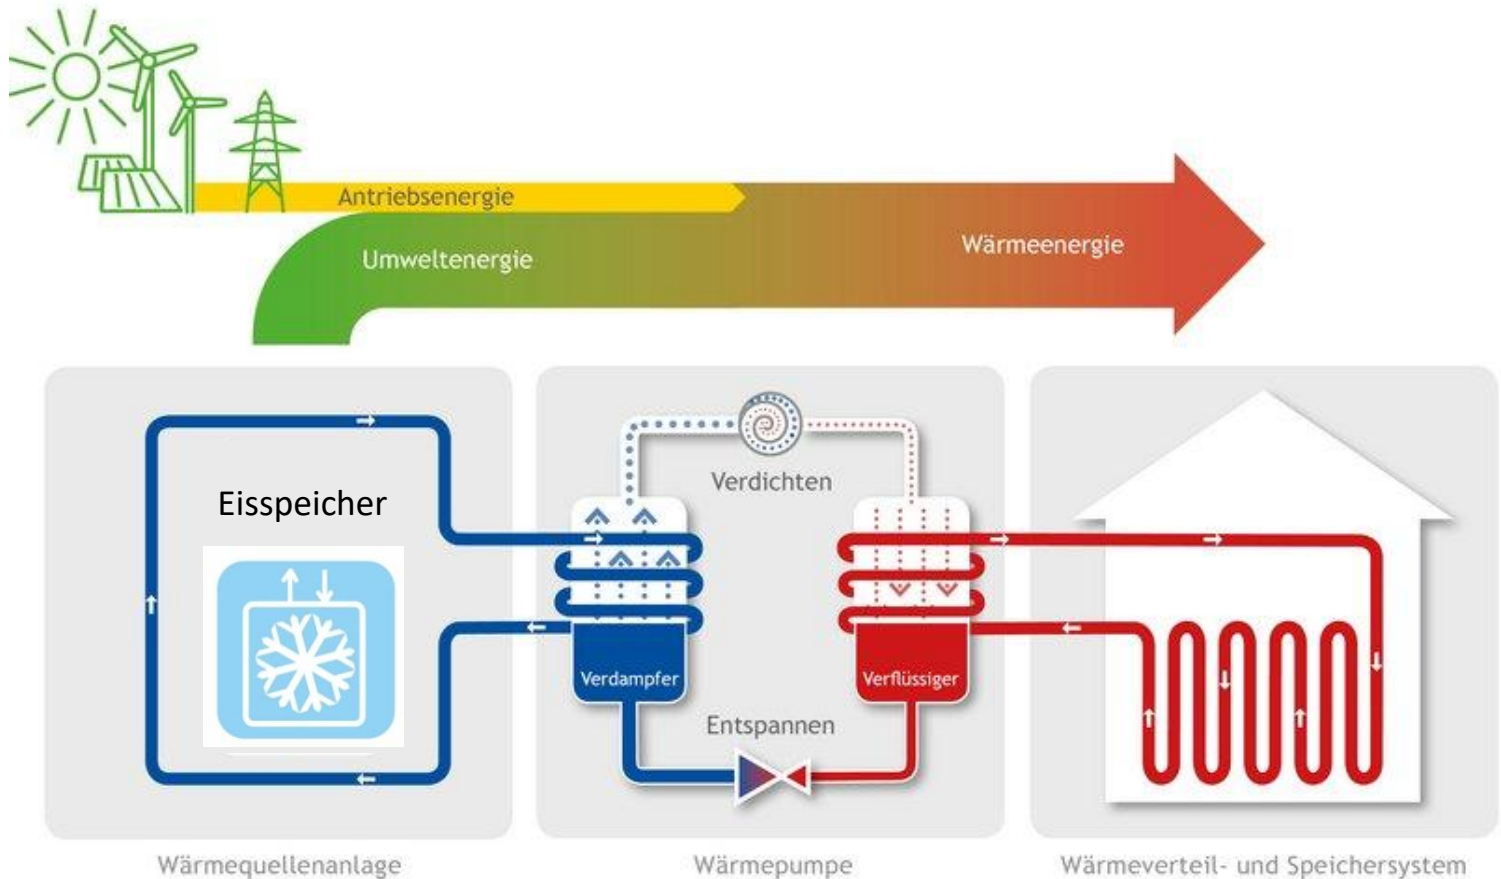 Antriebsenergie
Umweltenergie
Wärmeenergie
Eisspeicher
Verdichten
Verdampfer
Verflüssiger
Entspannen
Wärmequellenanlage
Wärmepumpe
Wärmeverteil- und Speichersystem